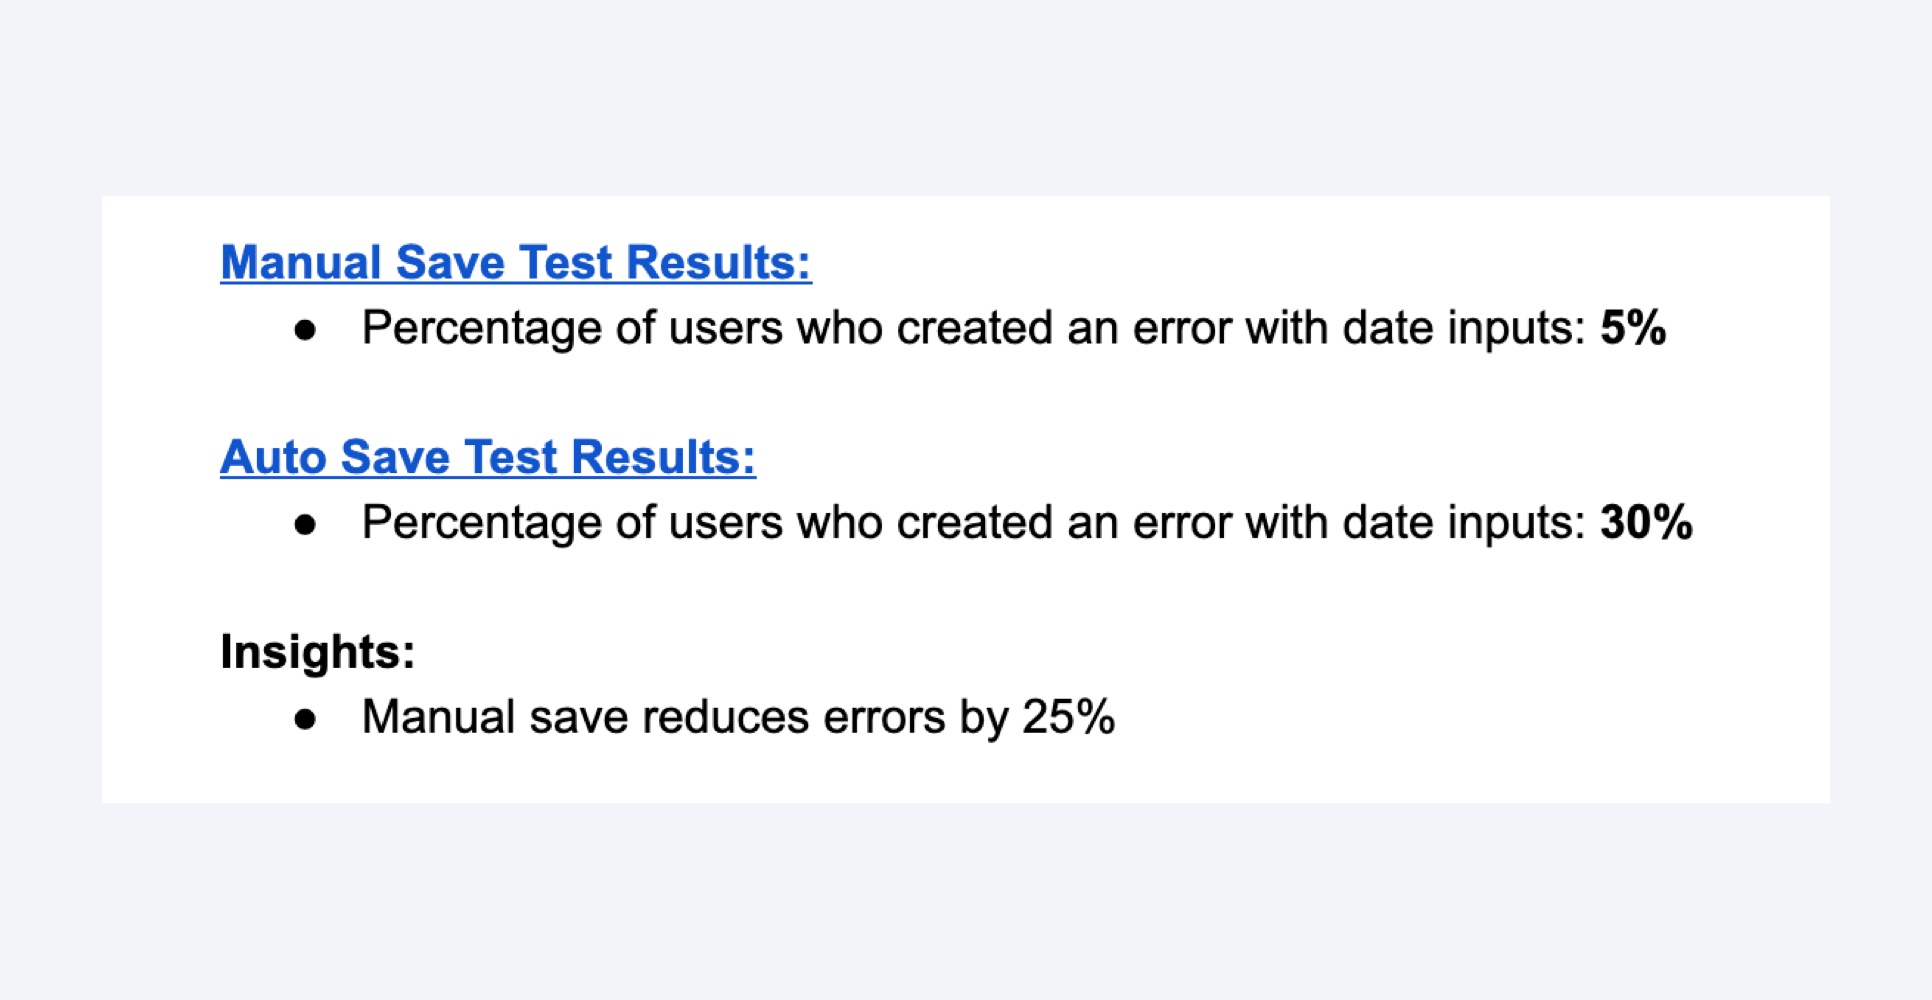 Manual Save Test Results:
● Percentage of users who created an error with date inputs: 5%
Auto Save Test Results:
● Percentage of users who created an error with date inputs: 30%
Insights:
● Manual save reduces errors by 25%